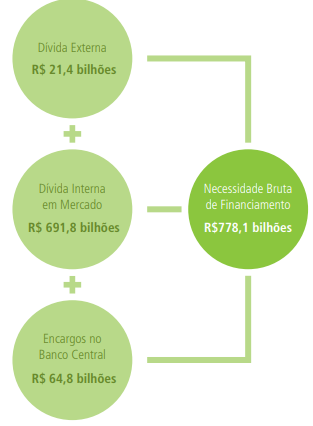 Dívida Externa
R$ 21,4 bilhões
Dívida Interna
em Mercado
R$ 691,8 bilhões
Encargos no
Banco Central
R$ 64,8 bilhões
Necessidade Bruta
de Financiamento
R$778,1 bilhões